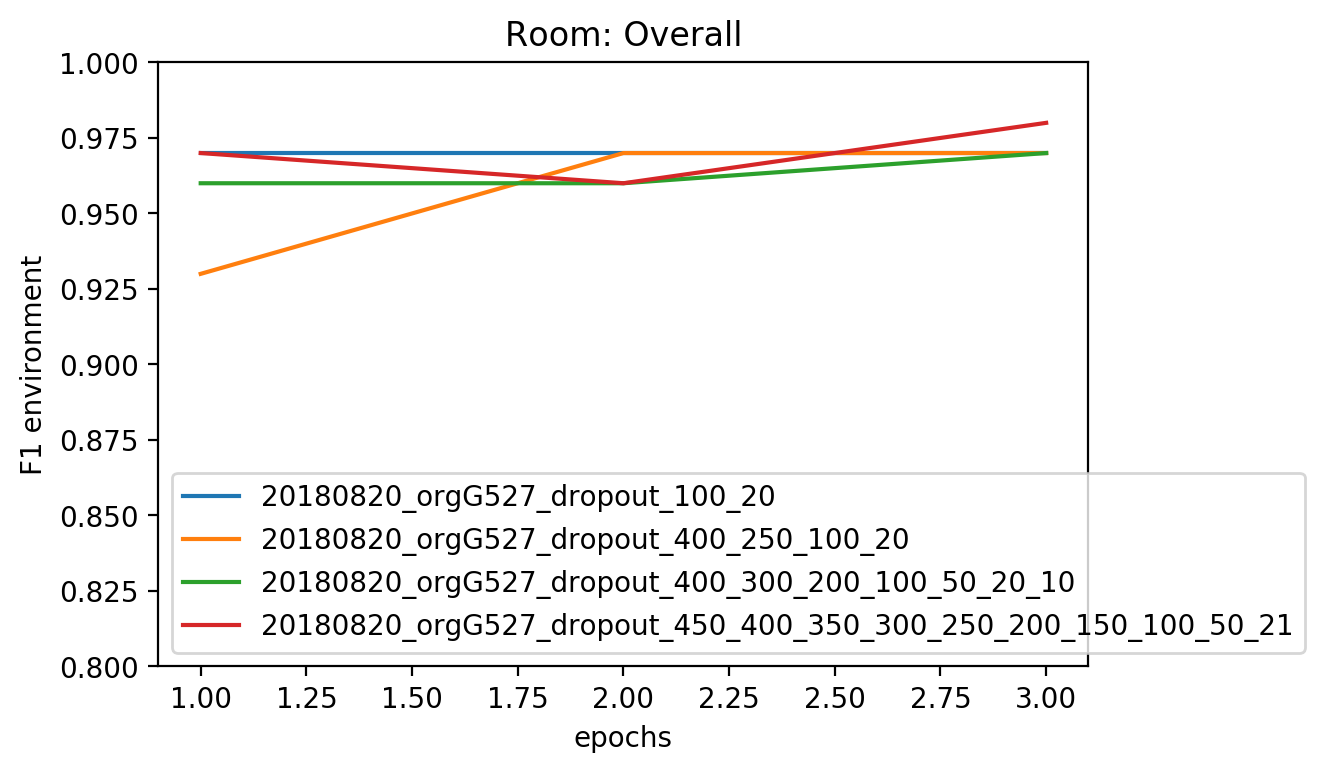 Room: Overall
1.000
0.975
0.950
0.925
0.900
0.875
0.850
0.825
0.800
F1 environment
20180820_orgG527_dropout_100_20
20180820_orgG527_dropout_400_250_100_20
20180820_orgG527_dropout_400_300_200_100_50_20_10
20180820_orgG527_dropout_450_400_350_300_250_200_150_100_50_21
1.00 1.25 1.50 1.75 2.00 2.25 2.50 2.75 3.00
epochs